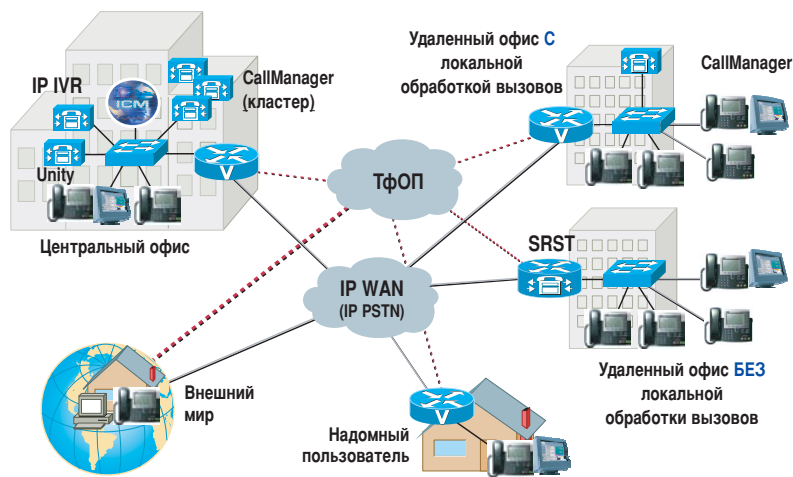 IP IVR
ICM
CallManager
(кластер)
Unity
V
Центральный офис
ТфОП
Удаленный офис С
локальной
обработкой вызовов
CallManager
V
SRST
IP WAN
(IP PSTN)
Удаленный офис БЕЗ
локальной
обработки вызовов
Внешний
мир
V
Надомный
пользователь